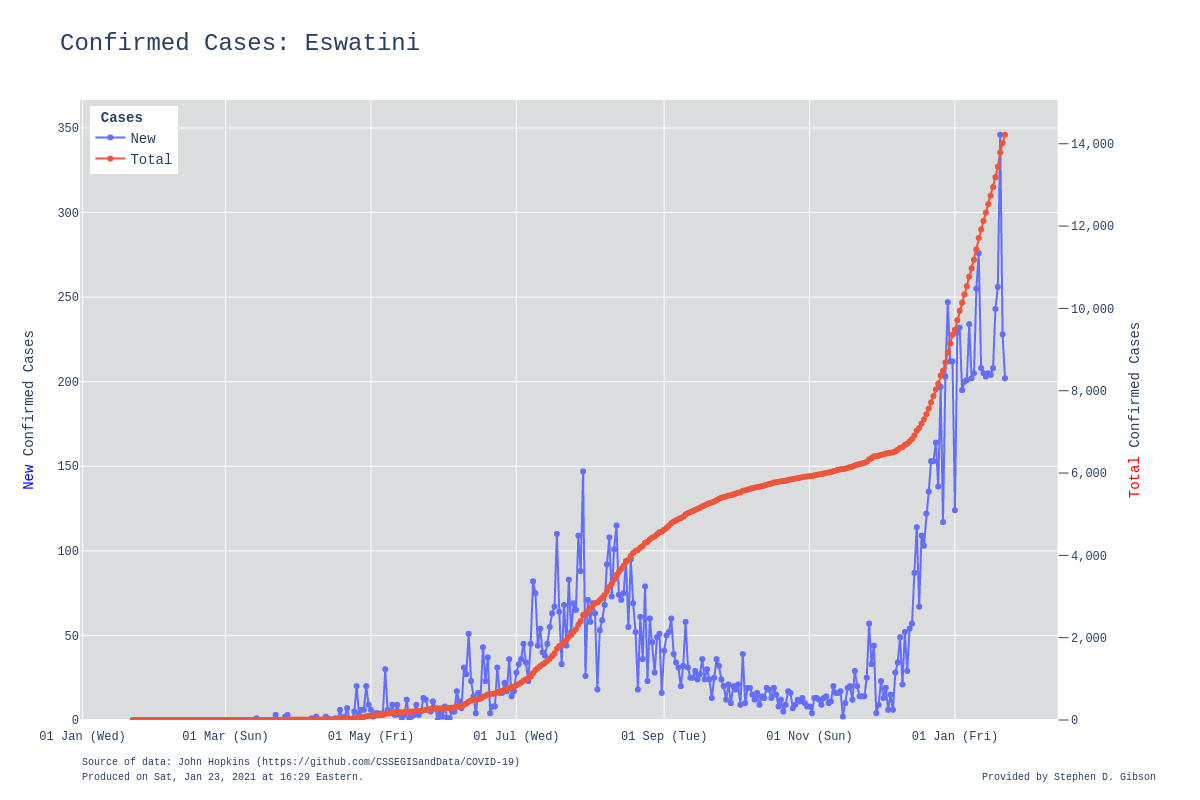 Confirmed Cases: Eswatini
Cases
New
Total
350
300
250
200
150
100
50
0
14,000
12,000
10,000
8,000
6,000
4,000
2,000
0
New Confirmed Cases
Total Confirmed Cases
01 Jan (Wed) 01 Mar (Sun) 01 May (Fri) 01 Jul (Wed) 01 Sep (Tue) 01 Nov (Sun) 01 Jan (Fri)
Source of data: John Hopkins (https://github.com/CSSEGISandData/COVID-19)
Produced on Sat, Jan 23, 2021 at 16:29 Eastern.
Provided by Stephen D. Gibson